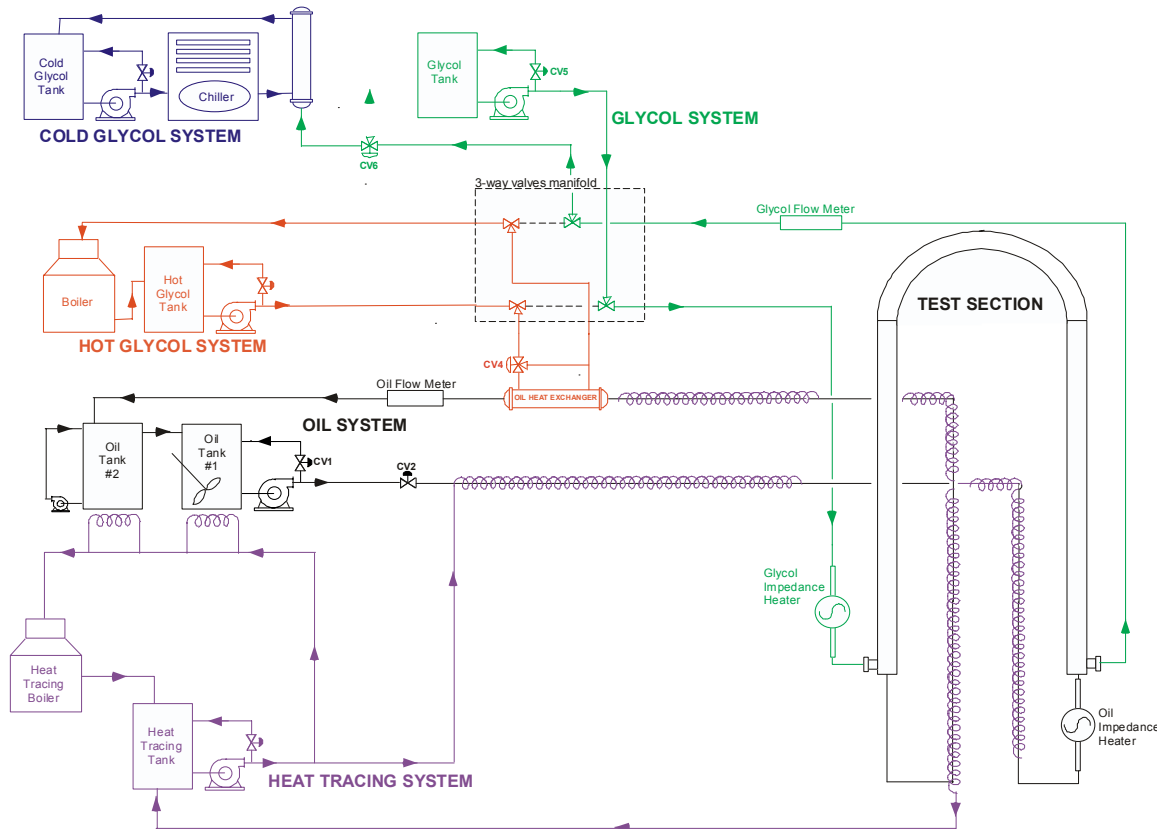 Cold
Glycol
Tank
Chiller
COLD GLYCOL SYSTEM
Glycol
Tank
CV5
GLYCOL SYSTEM
CV6
3-way valves manifold
Glycol Flow Meter
Boiler
Hot
Glycol
Tank
HOT GLYCOL SYSTEM
TEST SECTION
CV4
Oil Flow Meter
OIL HEAT EXCHANGER
OIL SYSTEM
Oil
Tank
#2
Oil
Tank
#1
CV1
CV2
Glycol
Impedance
Heater
Heat
Tracing
Boiler
Heat
Tracing
Tank
HEAT TRACING SYSTEM
Oil
Impedance
Heater